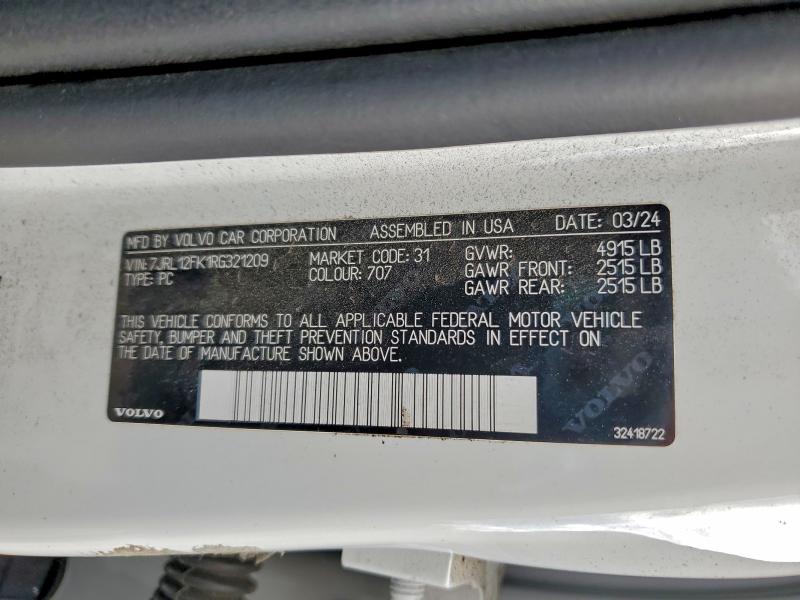 MFD BY VOLVO CAR CORPORATION ASSEMBLED IN USA DATE: 03/24
VIN: 7JRL12FK1RG321209 MARKET CODE: 31 GVWR: 4915 LB
TYPE: PC COLOUR: 707 GAWR FRONT: 2515 LB
GAWR REAR: 2515 LB
THIS VEHICLE CONFORMS TO ALL APPLICABLE FEDERAL MOTOR VEHICLE
SAFETY, BUMPER AND THEFT PREVENTION STANDARDS IN EFFECT ON
THE DATE OF MANUFACTURE SHOWN ABOVE.
VOLVO
VOLVO
32418722